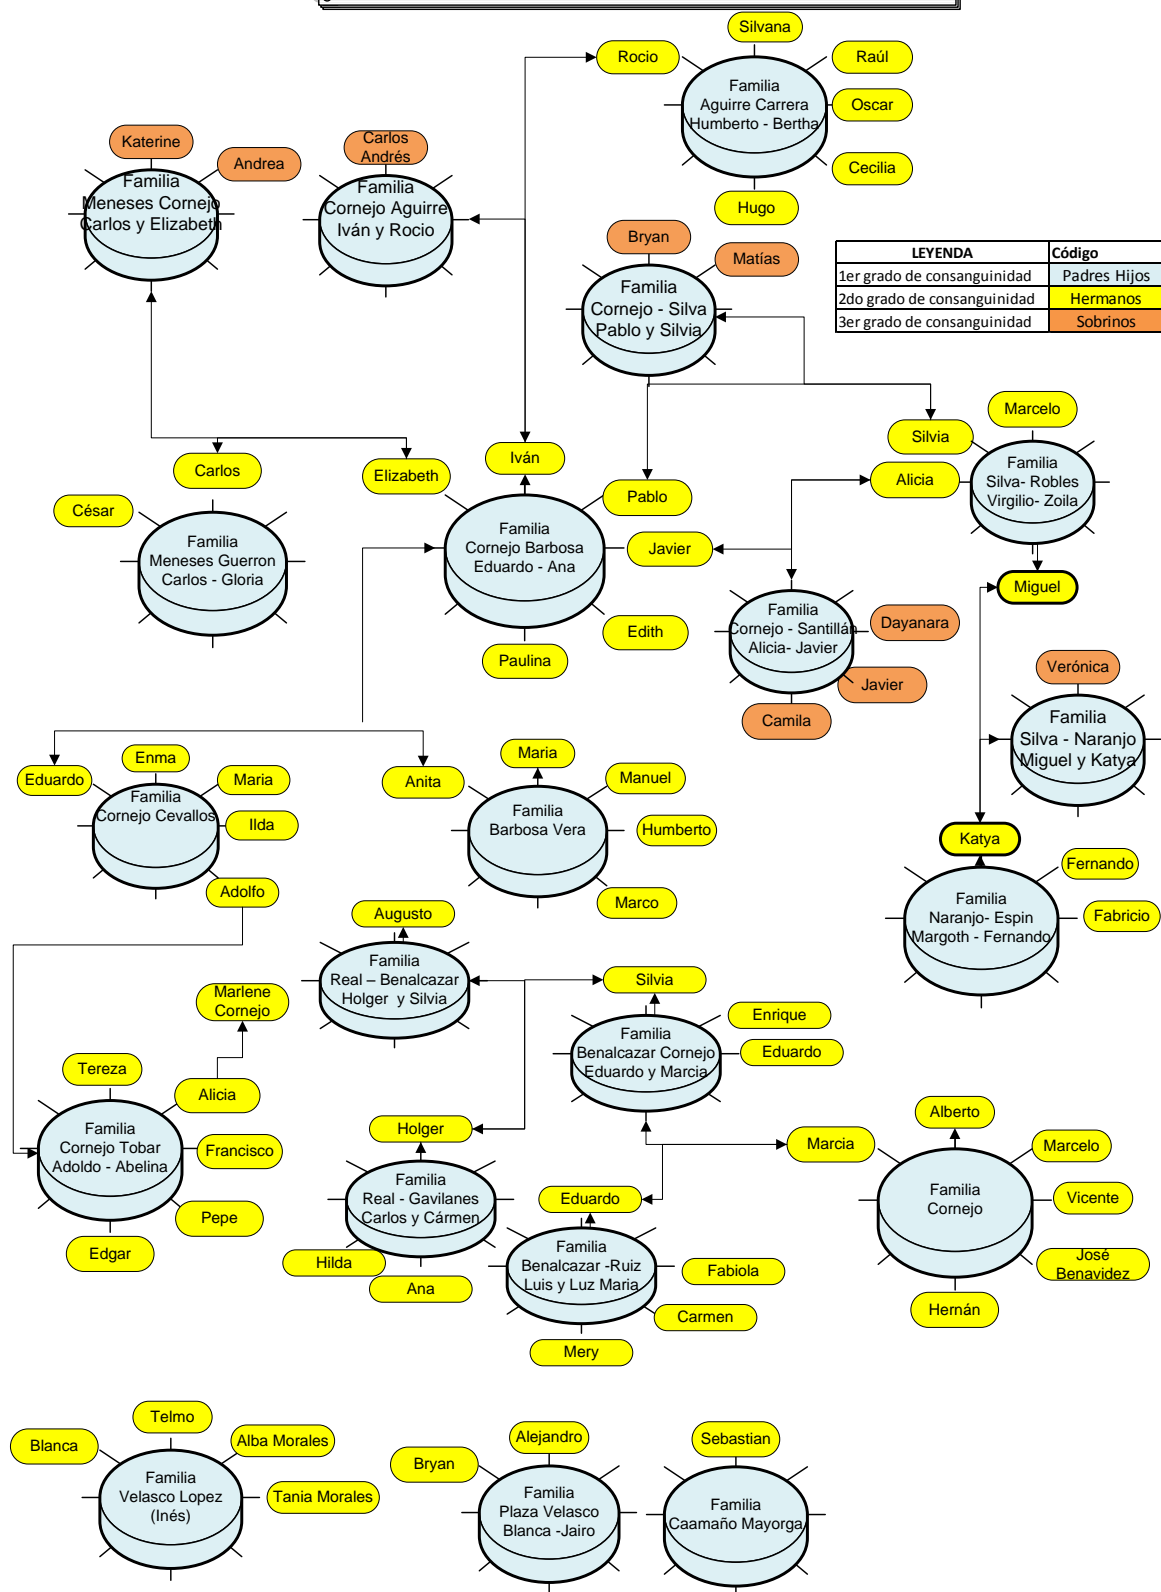 Silvana
Rocio
Raúl
Familia
Aguirre Carrera
Humberto - Bertha
Oscar
Cecilia
Hugo
Katerine
Andrea
Familia
Meneses Cornejo
Carlos y Elizabeth
Carlos
Andrés
Familia
Cornejo Aguirre
Iván y Rocio
Bryan
Matías
Familia
Cornejo - Silva
Pablo y Silvia
LEYENDA Código
1er grado de consanguinidad Padres Hijos
2do grado de consanguinidad Hermanos
3er grado de consanguinidad Sobrinos
Marcelo
Silvia
Alicia
Familia
Silva- Robles
Virgilio- Zoila
Miguel
Carlos
César
Familia
Meneses Guerron
Carlos - Gloria
Elizabeth
Iván
Pablo
Javier
Familia
Cornejo Barbosa
Eduardo - Ana
Edith
Paulina
Familia
Cornejo - Santillán
Alicia- Javier
Dayanara
Javier
Camila
Verónica
Familia
Silva - Naranjo
Miguel y Katya
Eduardo
Enma
Maria
Ilda
Adolfo
Familia
Cornejo Cevallos
Anita
Maria
Manuel
Humberto
Marco
Familia
Barbosa Vera
Katya
Fernando
Fabricio
Familia
Naranjo- Espin
Margoth - Fernando
Augusto
Familia
Real – Benalcazar
Holger  y Silvia
Silvia
Enrique
Eduardo
Familia
Benalcazar Cornejo
Eduardo y Marcia
Marlene
Cornejo
Tereza
Alicia
Francisco
Pepe
Edgar
Familia
Cornejo Tobar
Adoldo - Abelina
Holger
Familia
Real - Gavilanes
Carlos y Cármen
Hilda
Ana
Eduardo
Familia
Benalcazar -Ruiz
Luis y Luz Maria
Fabiola
Carmen
Mery
Marcia
Alberto
Marcelo
Vicente
José
Benavidez
Hernán
Familia
Cornejo
Telmo
Blanca
Alba Morales
Tania Morales
Familia
Velasco Lopez
(Inés)
Alejandro
Bryan
Familia
Plaza Velasco
Blanca -Jairo
Sebastian
Familia
Caamaño Mayorga